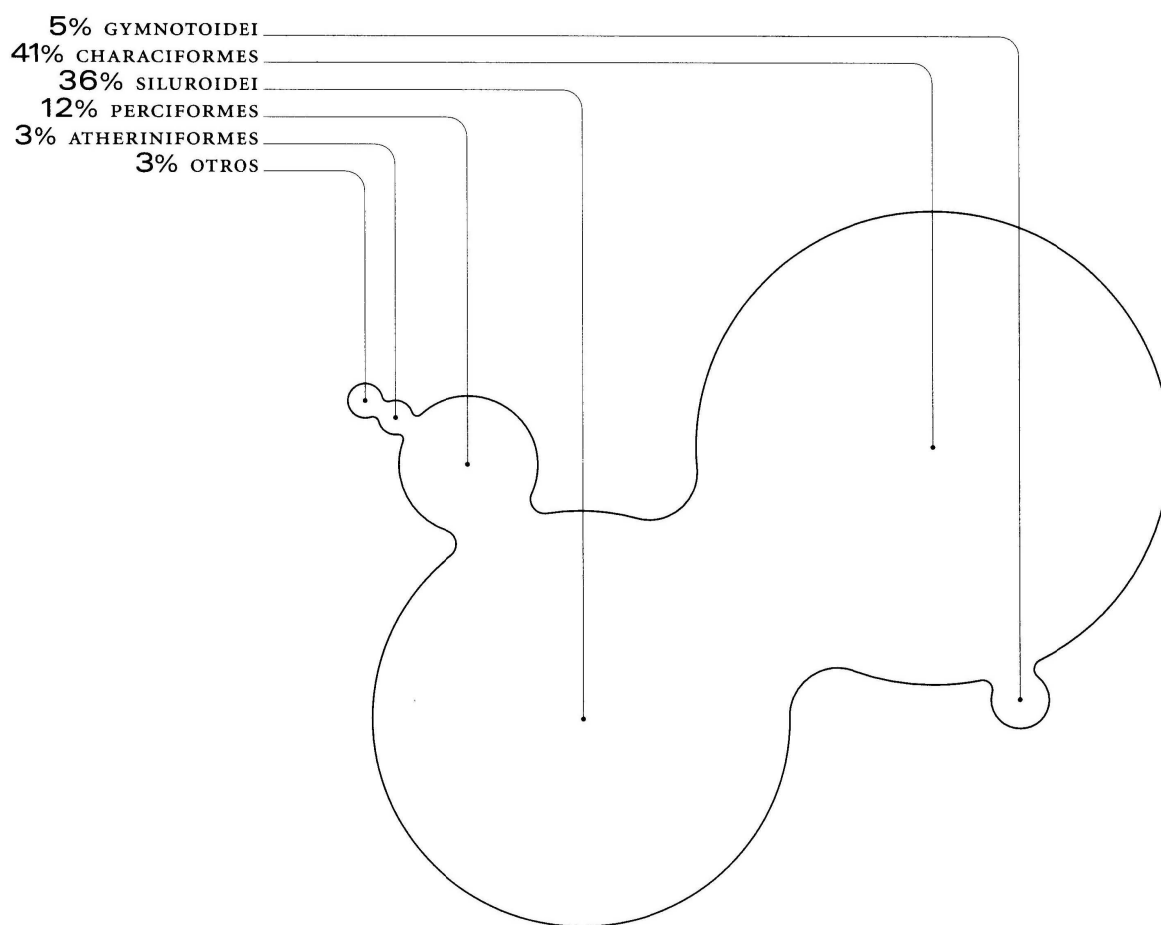 5% GYMNOTOIDEI
41% CHARACIFORMES
36% SILUROIDEI
12% PERCIFORMES
3% ATHERINIFORMES
3% OTROS